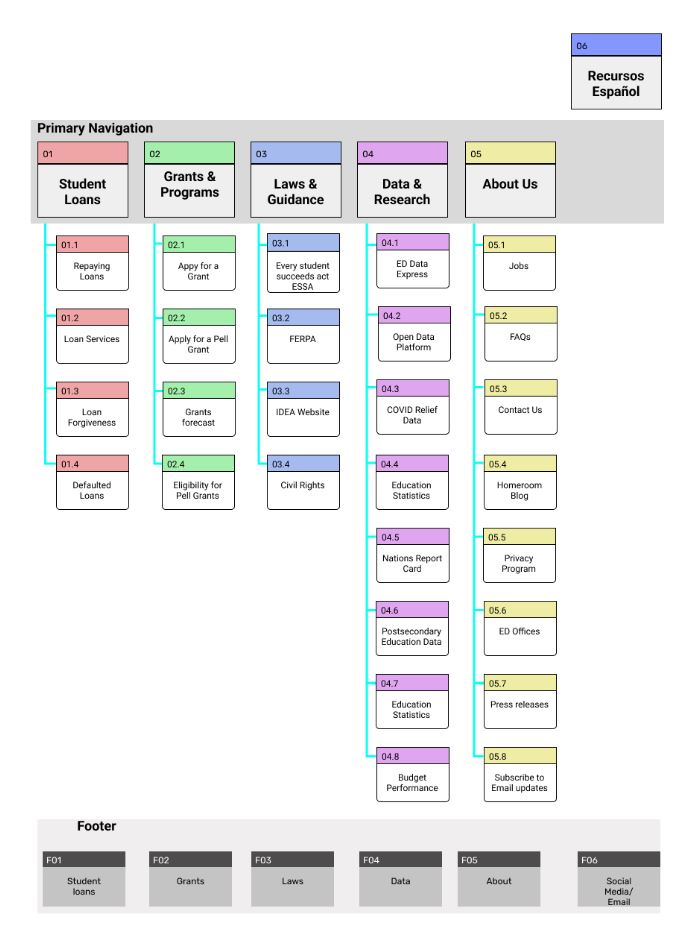 06
Recursos
Español
Primary Navigation
01
Student
Loans
02
Grants &
Programs
03
Laws &
Guidance
04
Data &
Research
05
About Us
01.1
Repaying
Loans
01.2
Loan Services
01.3
Loan
Forgiveness
01.4
Defaulted
Loans
02.1
Appy for a
Grant
02.2
Apply for a Pell
Grant
02.3
Grants
forecast
02.4
Eligibility for
Pell Grants
03.1
Every student
succeeds act
ESSA
03.2
FERPA
03.3
IDEA Website
03.4
Civil Rights
04.1
ED Data
Express
04.2
Open Data
Platform
04.3
COVID Relief
Data
04.4
Education
Statistics
04.5
Nations Report
Card
04.6
Postsecondary
Education Data
04.7
Education
Statistics
04.8
Budget
Performance
05.1
Jobs
05.2
FAQs
05.3
Contact Us
05.4
Homeroom
Blog
05.5
Privacy
Program
05.6
ED Offices
05.7
Press releases
05.8
Subscribe to
Email updates
Footer
F01
Student
loans
F02
Grants
F03
Laws
F04
Data
F05
About
F06
Social
Media/
Email